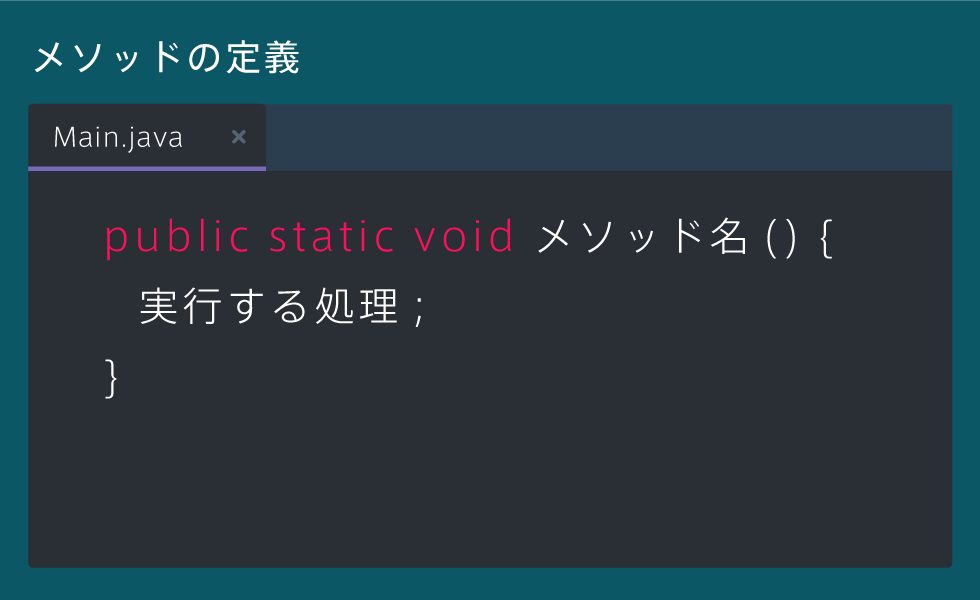 メソッドの定義
Main.java ×
public static void メソッド名 () {
実行する処理 ;
}